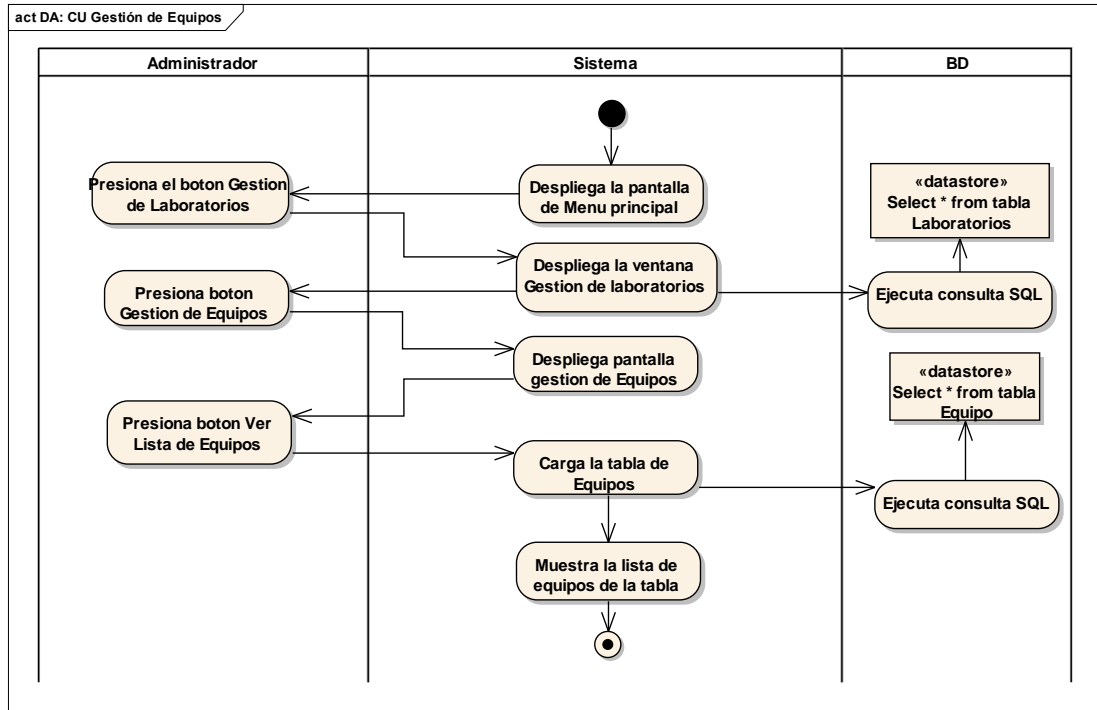 act DA: CU Gestión de Equipos
Administrador
Sistema
BD
Despliega la pantalla
de Menu principal
Presiona el boton Gestion
de Laboratorios
«datastore»
Select * from tabla
Laboratorios
Despliega la ventana
Gestion de laboratorios
Ejecuta consulta SQL
Presiona boton
Gestion de Equipos
Despliega pantalla
gestion de Equipos
«datastore»
Select * from tabla
Equipo
Presiona boton Ver
Lista de Equipos
Carga la tabla de
Equipos
Ejecuta consulta SQL
Muestra la lista de
equipos de la tabla